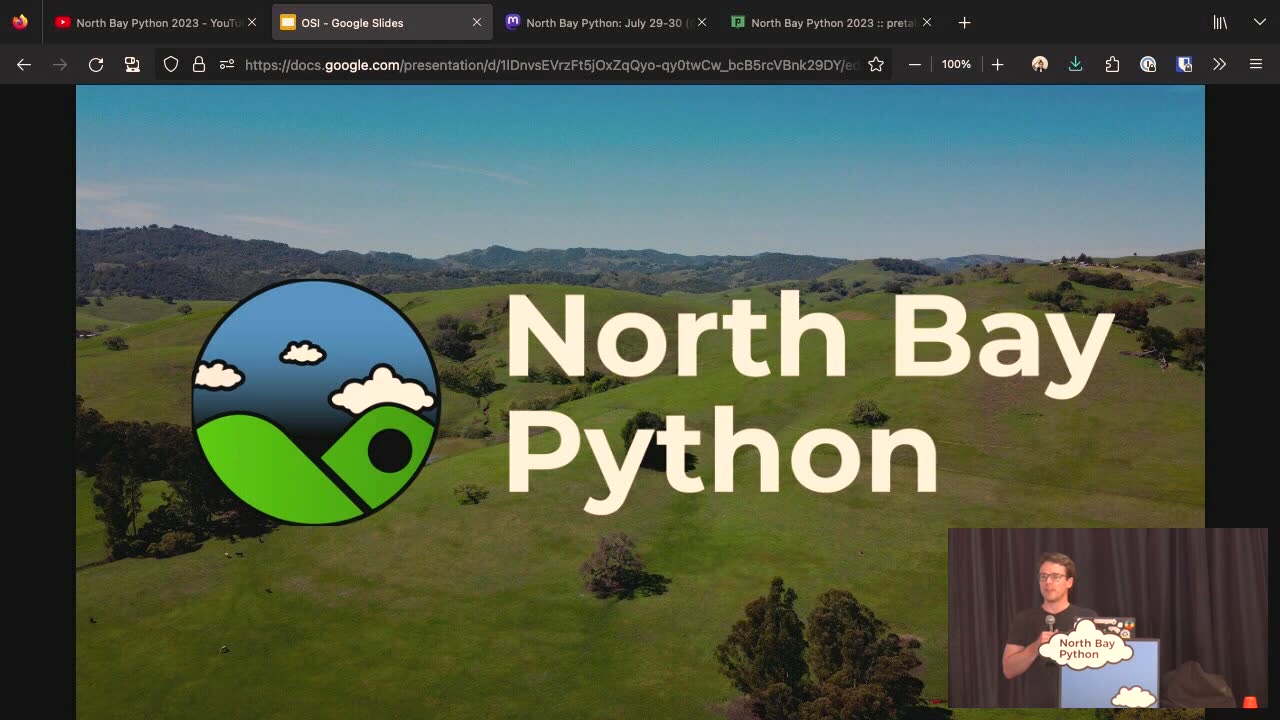 North Bay Python 2023 - YouTu
OSI - Google Slides
North Bay Python: July 29-30 (
North Bay Python 2023 :: preta
https://docs.google.com/presentation/d/1lDnvsEVrzFt5jOxZqQyo-qy0twCw_bcB5rcVBnk29DY/ed
100%
North Bay
Python
North Bay
Python